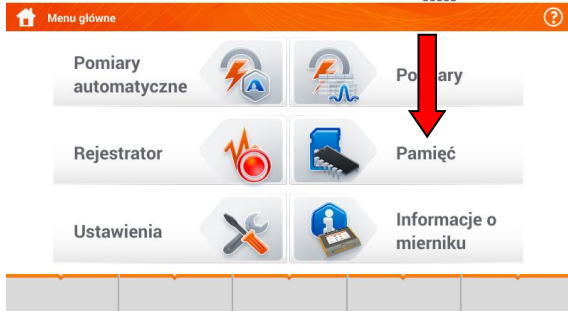 Menu główne
Pomiary
automatyczne
Rejestrator
Pamięć
Ustawienia
Informacje o
mierniku